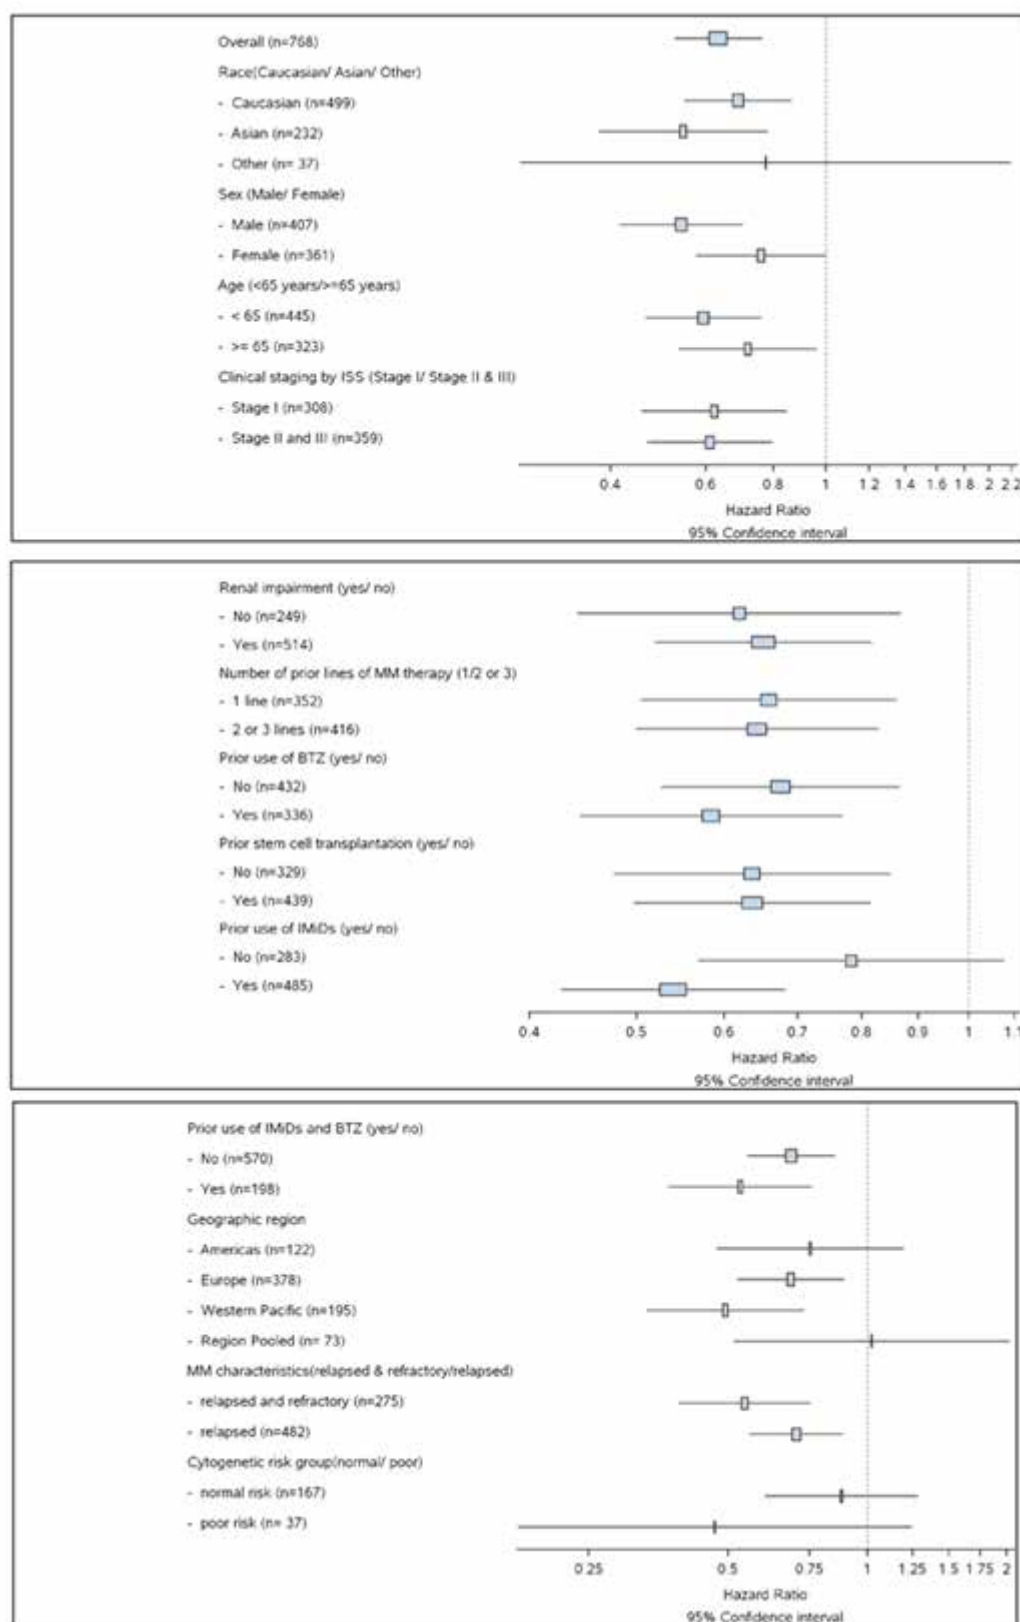 Overall (n=768)
Race(Caucasian/ Asian/ Other)
- Caucasian (n=499)
- Asian (n=232)
- Other (n= 37)
Sex (Male/ Female)
- Male (n=407)
- Female (n=361)
Age (<65 years/>=65 years)
- < 65 (n=445)
- >= 65 (n=323)
Clinical staging by ISS (Stage I/ Stage II & III)
- Stage I (n=308)
- Stage II and III (n=359)
0.4 0.6 0.8 1 1.2 1.4 1.6 1.8 2 2.2
Hazard Ratio
95% Confidence interval
Renal impairment (yes/ no)
- No (n=249)
- Yes (n=514)
Number of prior lines of MM therapy (1/2 or 3)
- 1 line (n=352)
- 2 or 3 lines (n=416)
Prior use of BTZ (yes/ no)
- No (n=432)
- Yes (n=336)
Prior stem cell transplantation (yes/ no)
- No (n=329)
- Yes (n=439)
Prior use of IMiDs (yes/ no)
- No (n=283)
- Yes (n=485)
0.4 0.5 0.6 0.7 0.8 0.9 1 1.1
Hazard Ratio
95% Confidence interval
Prior use of IMiDs and BTZ (yes/ no)
- No (n=570)
- Yes (n=198)
Geographic region
- Americas (n=122)
- Europe (n=378)
- Western Pacific (n=195)
- Region Pooled (n= 73)
MM characteristics(relapsed & refractory/relapsed)
- relapsed and refractory (n=275)
- relapsed (n=482)
Cytogenetic risk group(normal/ poor)
- normal risk (n=167)
- poor risk (n= 37)
0.25 0.5 0.75 1 1.25 1.5 1.75 2
Hazard Ratio
95% Confidence interval